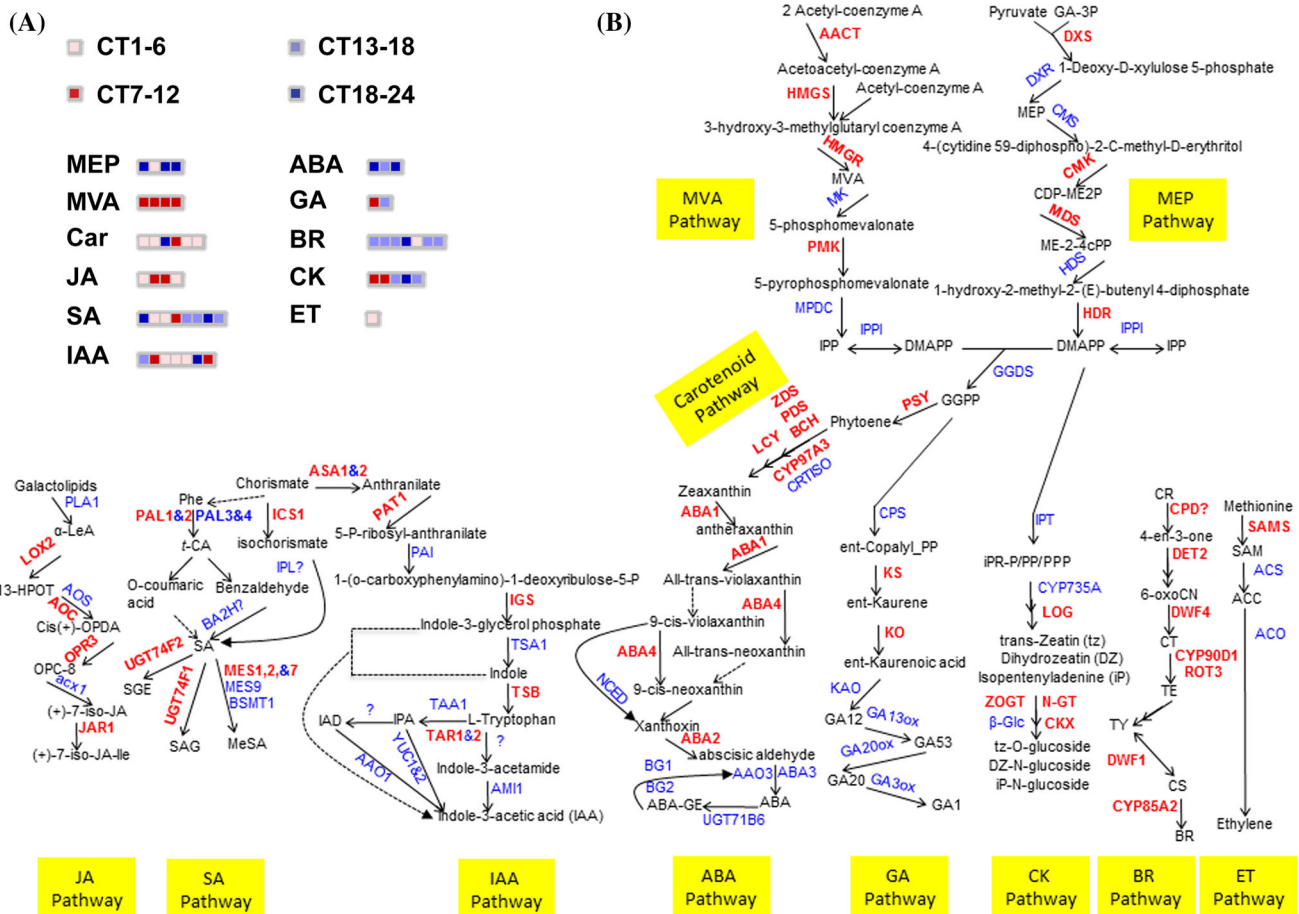 (A)
CT1-6
CT13-18
CT7-12
CT18-24
MEP
ABA
MVA
GA
Car
BR
JA
CK
SA
ET
IAA
(B)
2 Acetyl-coenzyme A
AACT
Acetoacetyl-coenzyme A
HMGS
Acetyl-coenzyme A
3-hydroxy-3-methylglutaryl coenzyme A
HMGR
MVA
MK
MVA
Pathway
5-phosphomevalonate
PMK
5-pyrophosphomevalonate
MPDC
IPP
DMAPP
Pyruvate GA-3P
DXS
1-Deoxy-D-xylulose 5-phosphate
DXR
MEP
CMS
4-(cytidine 59-diphospho)-2-C-methyl-D-erythritol
CMK
CDP-ME2P
MDS
MEP
Pathway
ME-2-4cPP
HDS
1-hydroxy-2-methyl-2-(E)-butenyl 4-diphosphate
HDR
IPPI
IPPI
DMAPP
IPP
GGDS
GGPP
PSY
Phytoene
Carotenoid
Pathway
ZDS
PDS
BCH
LCY
CYP97A3
CRTISO
Zeaxanthin
ABA1
antheraxanthin
ABA1
All-trans-violaxanthin
ABA4
9-cis-violaxanthin
All-trans-neoxanthin
ABA4
NCED
9-cis-neoxanthin
Xanthoxin
ABA2
abscisic aldehyde
BG1
BG2
AAO3
ABA3
ABA-GE
ABA
UGT71B6
ABA
Pathway
CPS
ent-Copalyl_PP
KS
ent-Kaurene
KO
ent-Kaurenoic acid
KAO
GA12
GA13ox
GA53
GA20ox
GA20
GA3ox
GA1
GA
Pathway
IPT
iPR-P/PP/PPP
CYP735A
LOG
trans-Zeatin (tz)
Dihydrozeatin (DZ)
Isopentenyladenine (iP)
ZOGT
N-GT
β-Glc
CKX
tz-O-glucoside
DZ-N-glucoside
iP-N-glucoside
CK
Pathway
CR
CPD?
4-en-3-one
DET2
6-oxoCN
DWF4
CT
CYP90D1
ROT3
TE
TY
DWF1
CS
CYP85A2
BR
BR
Pathway
Methionine
SAMS
SAM
ACS
ACC
ACO
Ethylene
ET
Pathway
Galactolipids
PLA1
α-LeA
LOX2
13-HPOT
AOS
AOC
Cis(+)-OPDA
OPR3
OPC-8
acx1
(+)-7-iso-JA
JAR1
(+)-7-iso-JA-Ile
JA
Pathway
Chorismate
ASA1&2
Anthranilate
Phe
PAL1&2
PAL3&4
ICS1
t-CA
isochorismate
IPL?
O-coumaric
acid
Benzaldehyde
BA2H?
SA
UGT74F2
SGE
UGT74F1
SAG
MES1,2,&7
MES9
BSMT1
MeSA
SA
Pathway
PAT1
5-P-ribosyl-anthranilate
PAI
1-(o-carboxyphenylamino)-1-deoxyribulose-5-P
IGS
Indole-3-glycerol phosphate
TSA1
Indole
TSB
L-Tryptophan
TAA1
TAR1&2
IPA
?
IAD
?
Indole-3-acetamide
YUC1&2
AAO1
AMI1
Indole-3-acetic acid (IAA)
IAA
Pathway